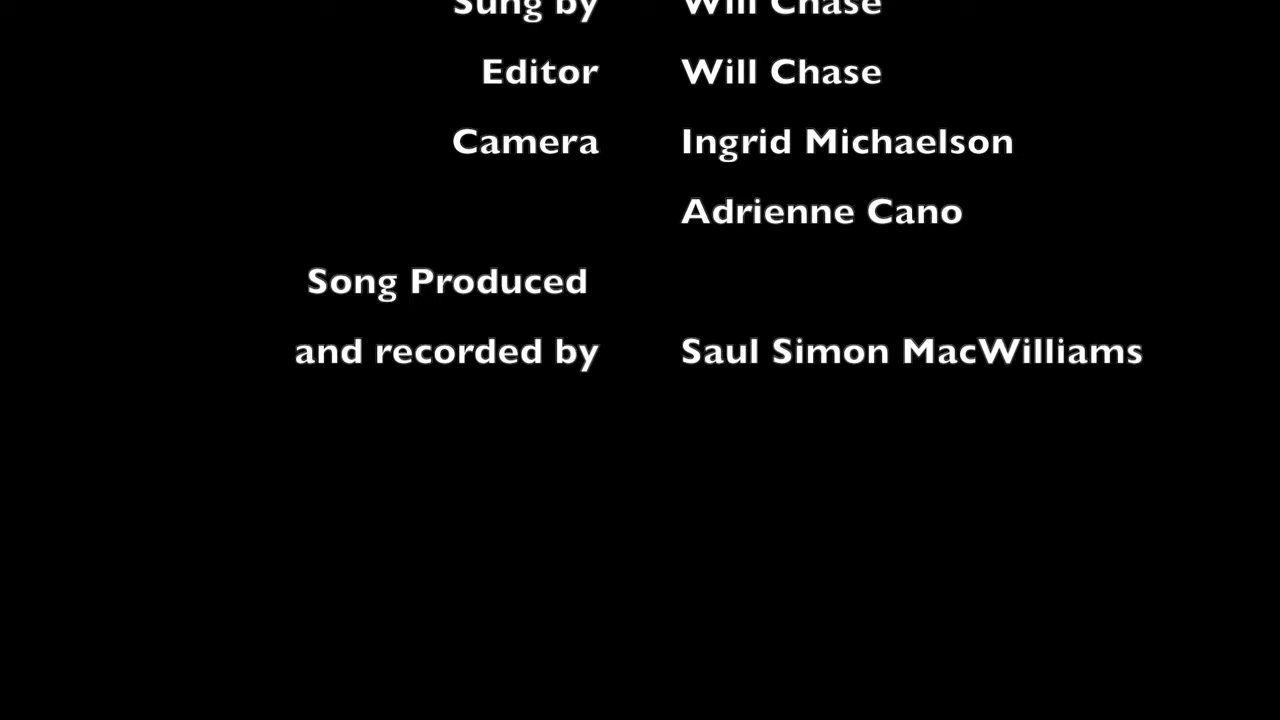 Sung by Will Chase
Editor Will Chase
Camera Ingrid Michaelson
Adrienne Cano
Song Produced
and recorded by Saul Simon MacWilliams